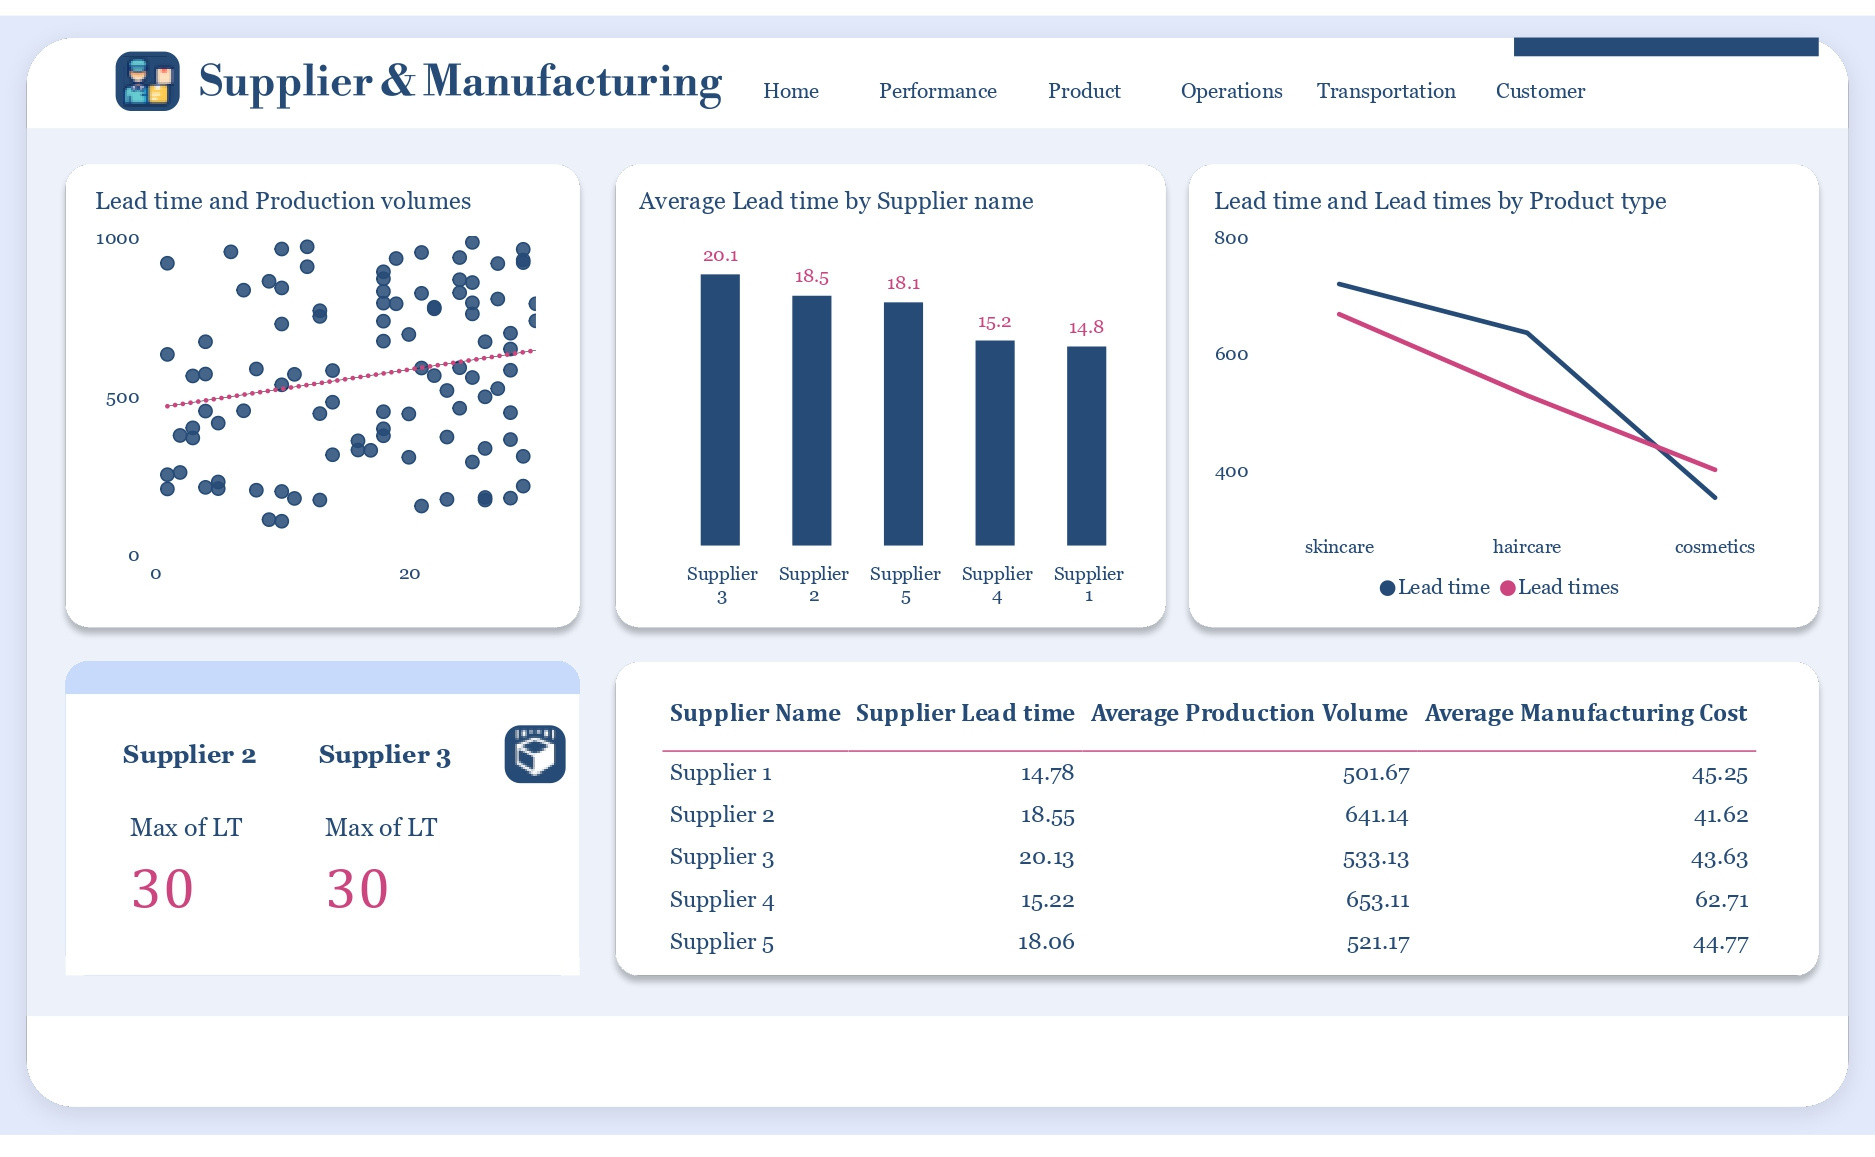 Supplier & Manufacturing
Home Performance Product Operations Transportation Customer
Lead time and Production volumes
1000
500
0
0 20
Average Lead time by Supplier name
20.1
18.5
18.1
15.2
14.8
Supplier 3
Supplier 2
Supplier 5
Supplier 4
Supplier 1
Lead time and Lead times by Product type
800
600
400
skincare haircare cosmetics
Lead time Lead times
Supplier 2 Supplier 3
Max of LT Max of LT
30 30
Supplier Name Supplier Lead time Average Production Volume Average Manufacturing Cost
Supplier 1 14.78 501.67 45.25
Supplier 2 18.55 641.14 41.62
Supplier 3 20.13 533.13 43.63
Supplier 4 15.22 653.11 62.71
Supplier 5 18.06 521.17 44.77